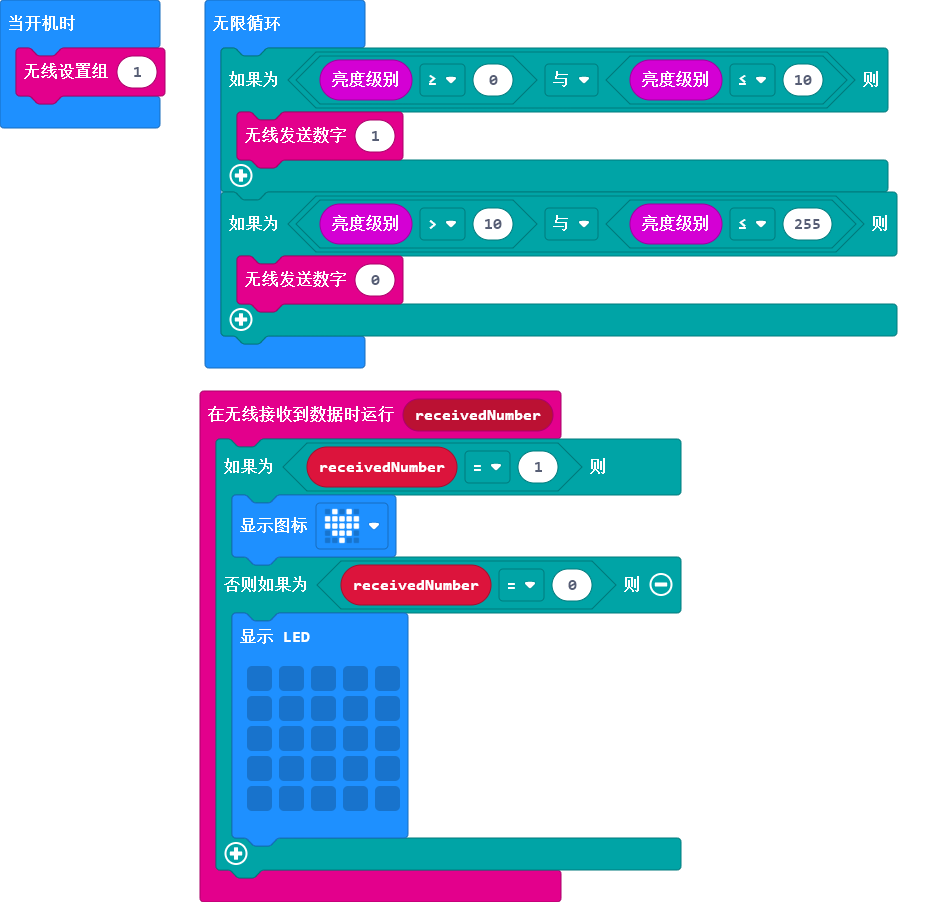 当开机时
无线设置组 1
无限循环
如果为 亮度级别 ≥ 0 与 亮度级别 ≤ 10 则
无线发送数字 1
如果为 亮度级别 > 10 与 亮度级别 ≤ 255 则
无线发送数字 0
在无线接收到数据时运行 receivedNumber
如果为 receivedNumber = 1 则
显示图标
否则如果为 receivedNumber = 0 则
显示 LED